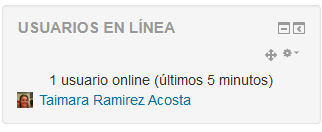 USUARIOS EN LÍNEA
1 usuario online (últimos 5 minutos)
Taimara Ramirez Acosta